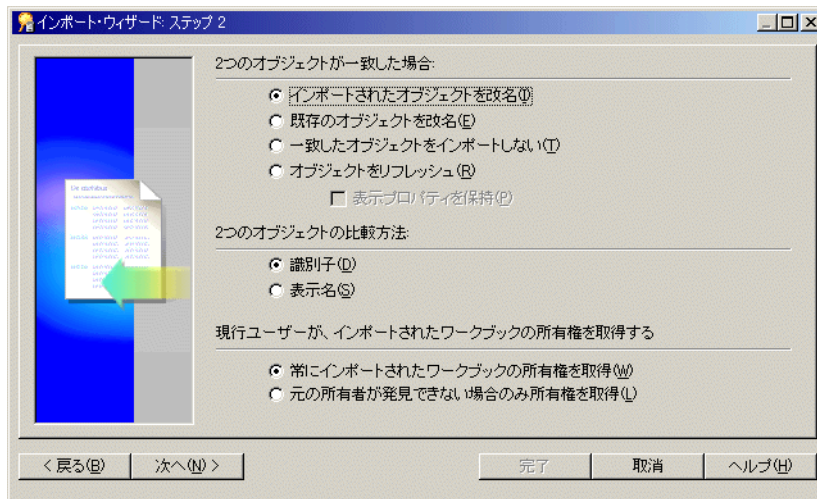 インポート・ウィザード: ステップ 2
2つのオブジェクトが一致した場合:
インポートされたオブジェクトを改名(I)
既存のオブジェクトを改名(E)
一致したオブジェクトをインポートしない(T)
オブジェクトをリフレッシュ(R)
表示プロパティを保持(P)
2つのオブジェクトの比較方法:
識別子(D)
表示名(S)
現行ユーザーが、インポートされたワークブックの所有権を取得する
常にインポートされたワークブックの所有権を取得(W)
元の所有者が発見できない場合のみ所有権を取得(L)
< 戻る(B) 次へ(N) > 完了 取消 ヘルプ(H)